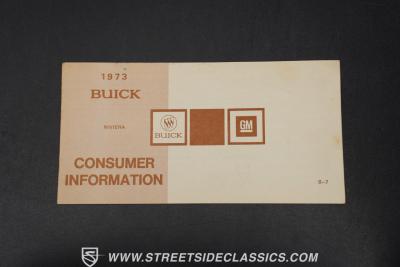 1973
BUICK
RIVIERA
CONSUMER
INFORMATION
BUICK
GM
B-7
WWW.STREETSIDECLASSICS.COM